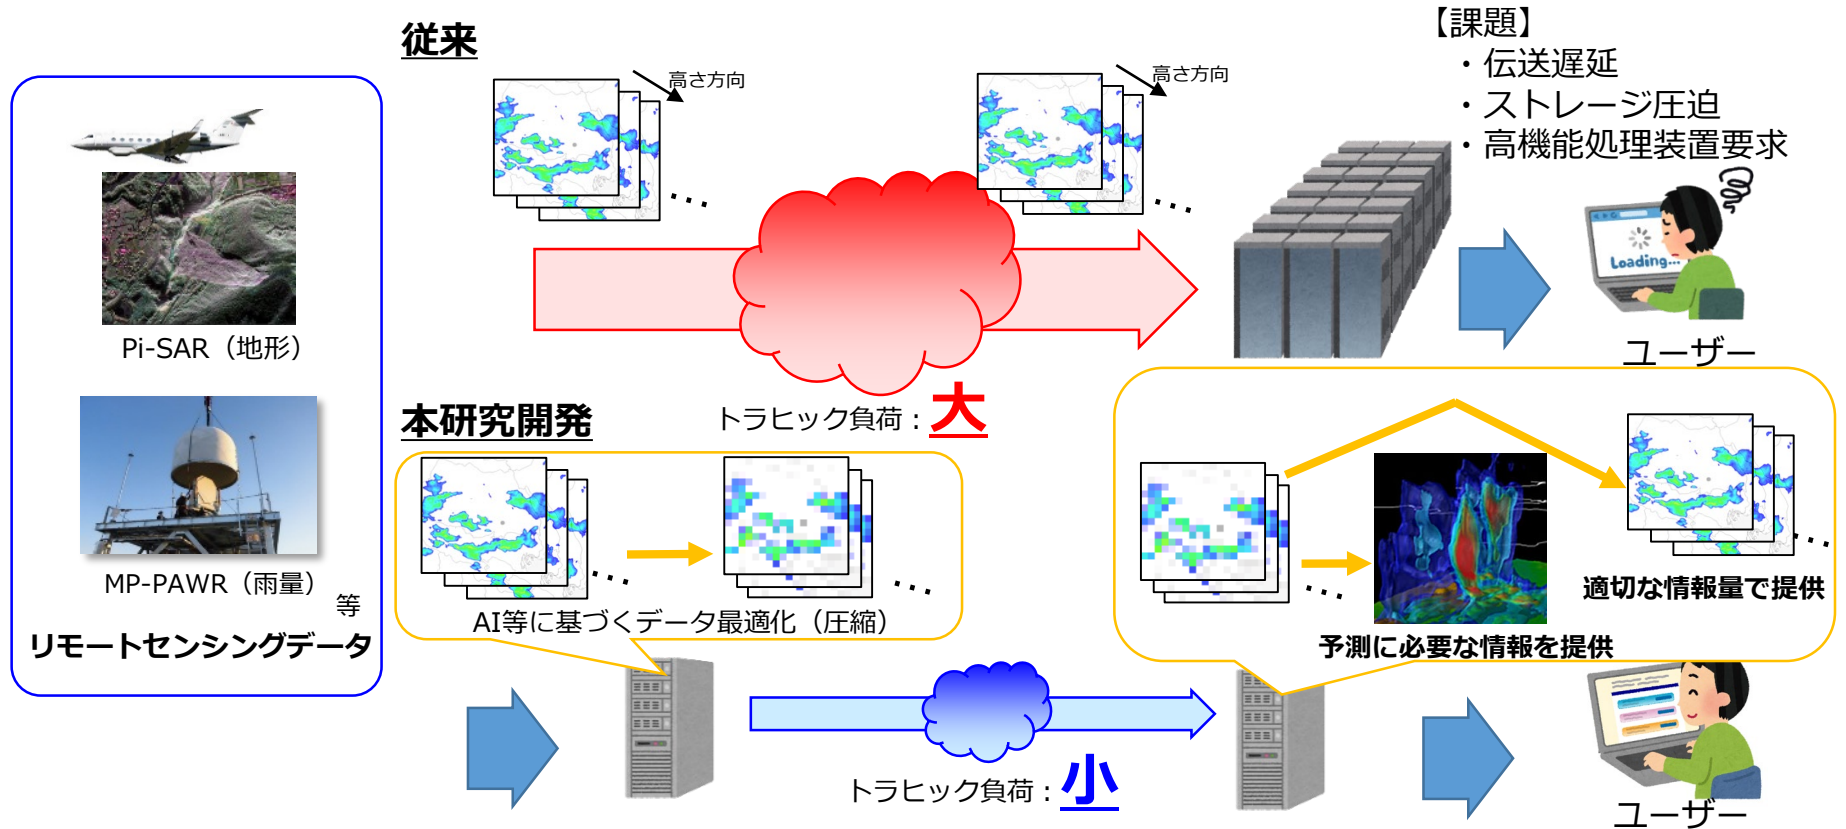 従来
高さ方向
高さ方向
【課題】
・伝送遅延
・ストレージ圧迫
・高機能処理装置要求
Loading...
ユーザー
Pi-SAR（地形）
MP-PAWR（雨量）
等
リモートセンシングデータ
トラヒック負荷：大
本研究開発
AI等に基づくデータ最適化（圧縮）
適切な情報量で提供
予測に必要な情報を提供
トラヒック負荷：小
ユーザー